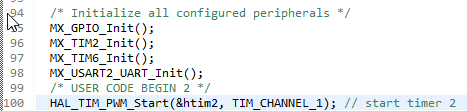 94 /* Initialize all configured peripherals */
95 MX_GPIO_Init();
96 MX_TIM2_Init();
97 MX_TIM6_Init();
98 MX_USART2_UART_Init();
99 /* USER CODE BEGIN 2 */
100 HAL_TIM_PWM_Start(&htim2, TIM_CHANNEL_1); // start timer 2